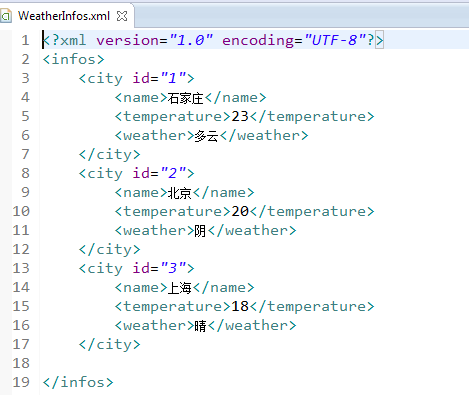 WeatherInfos.xml
1 <?xml version="1.0" encoding="UTF-8"?>
2 <infos>
3     <city id="1">
4         <name>石家庄</name>
5         <temperature>23</temperature>
6         <weather>多云</weather>
7     </city>
8     <city id="2">
9         <name>北京</name>
10         <temperature>20</temperature>
11         <weather>阴</weather>
12     </city>
13     <city id="3">
14         <name>上海</name>
15         <temperature>18</temperature>
16         <weather>晴</weather>
17     </city>
18
19 </infos>